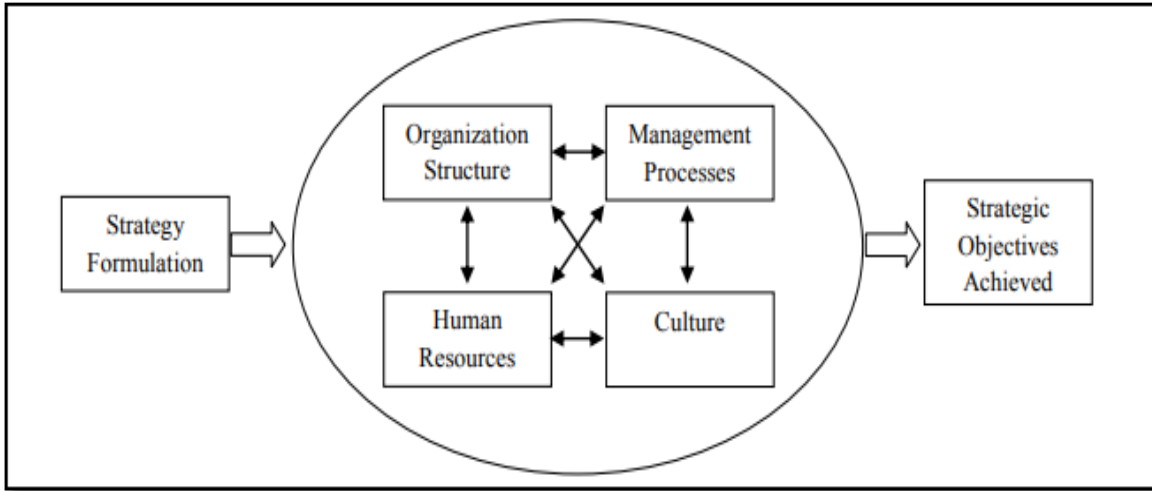 Organization
Structure
Management
Processes
Strategy
Formulation
Strategic
Objectives
Achieved
Human
Resources
Culture